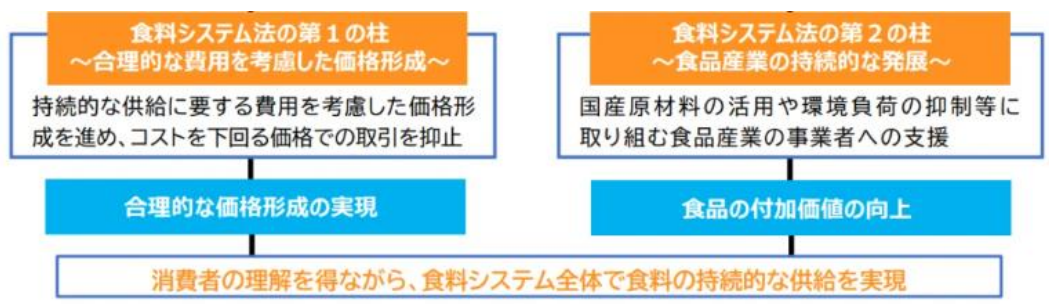 食料システム法の第1の柱
～合理的な費用を考慮した価格形成～
持続的な供給に要する費用を考慮した価格形
成を進め、コストを下回る価格での取引を抑止
合理的な価格形成の実現
食料システム法の第2の柱
～食品産業の持続的な発展～
国産原材料の活用や環境負荷の抑制等に
取り組む食品産業の事業者への支援
食品の付加価値の向上
消費者の理解を得ながら、食料システム全体で食料の持続的な供給を実現